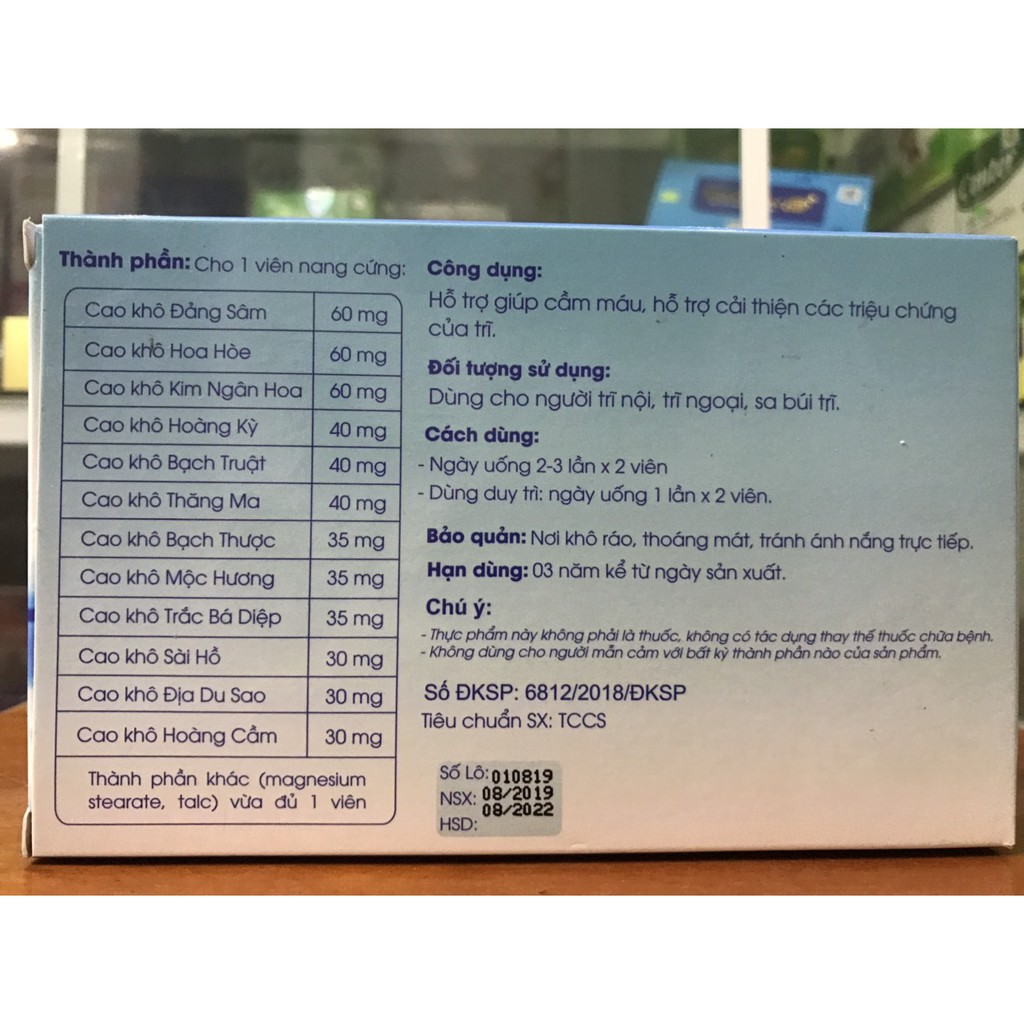 Thành phần: Cho 1 viên nang cứng:
Cao khô Đảng Sâm 60 mg
Cao khô Hoa Hòe 60 mg
Cao khô Kim Ngân Hoa 60 mg
Cao khô Hoàng Kỳ 40 mg
Cao khô Bạch Truật 40 mg
Cao khô Thăng Ma 40 mg
Cao khô Bạch Thược 35 mg
Cao khô Mộc Hương 35 mg
Cao khô Trắc Bá Diệp 35 mg
Cao khô Sài Hồ 30 mg
Cao khô Địa Du Sao 30 mg
Cao khô Hoàng Cầm 30 mg
Thành phần khác (magnesium
stearate, talc) vừa đủ 1 viên
Công dụng:
Hỗ trợ giúp cầm máu, hỗ trợ cải thiện các triệu chứng
của trĩ.
Đối tượng sử dụng:
Dùng cho người trĩ nội, trĩ ngoại, sa búi trĩ.
Cách dùng:
- Ngày uống 2-3 lần x 2 viên
- Dùng duy trì: ngày uống 1 lần x 2 viên.
Bảo quản: Nơi khô ráo, thoáng mát, tránh ánh nắng trực tiếp.
Hạn dùng: 03 năm kể từ ngày sản xuất.
Chú ý:
- Thực phẩm này không phải là thuốc, không có tác dụng thay thế thuốc chữa bệnh.
- Không dùng cho người mẫn cảm với bất kỳ thành phần nào của sản phẩm.
Số ĐKSP: 6812/2018/ĐKSP
Tiêu chuẩn SX: TCCS
Số Lô: 010819
NSX: 08/2019
HSD: 08/2022